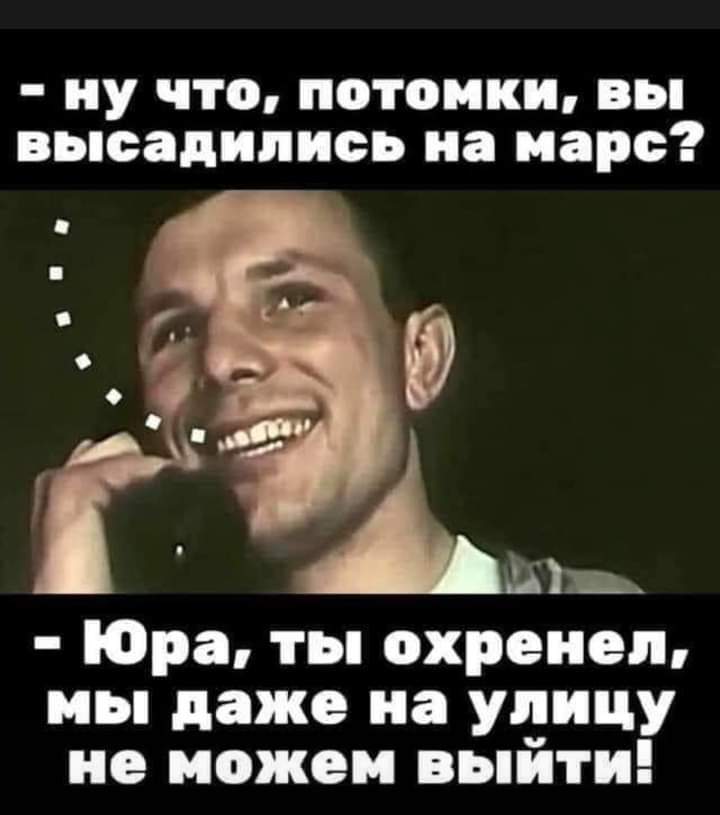 - ну что, потомки, вы
высадились на марс?
- Юра, ты охренел,
мы даже на улицу
не можем выйти!